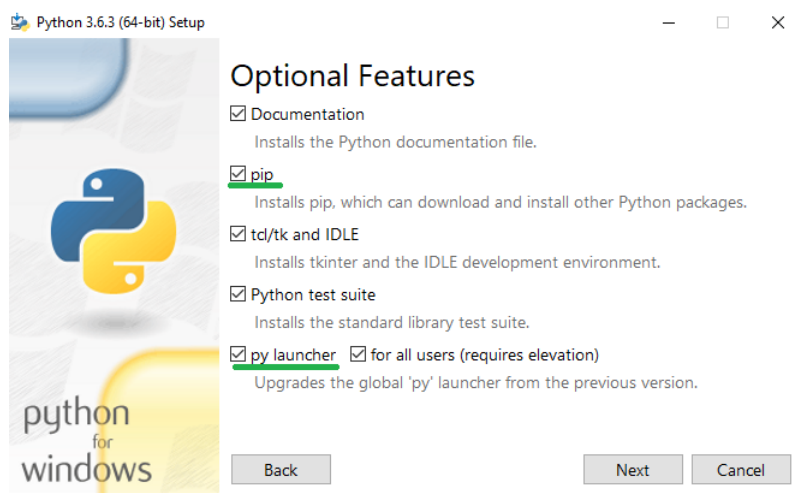 Python 3.6.3 (64-bit) Setup
Optional Features
Documentation
Installs the Python documentation file.
pip
Installs pip, which can download and install other Python packages.
tcl/tk and IDLE
Installs tkinter and the IDLE development environment.
Python test suite
Installs the standard library test suite.
py launcher for all users (requires elevation)
Upgrades the global 'py' launcher from the previous version.
python
for
windows
Back Next Cancel